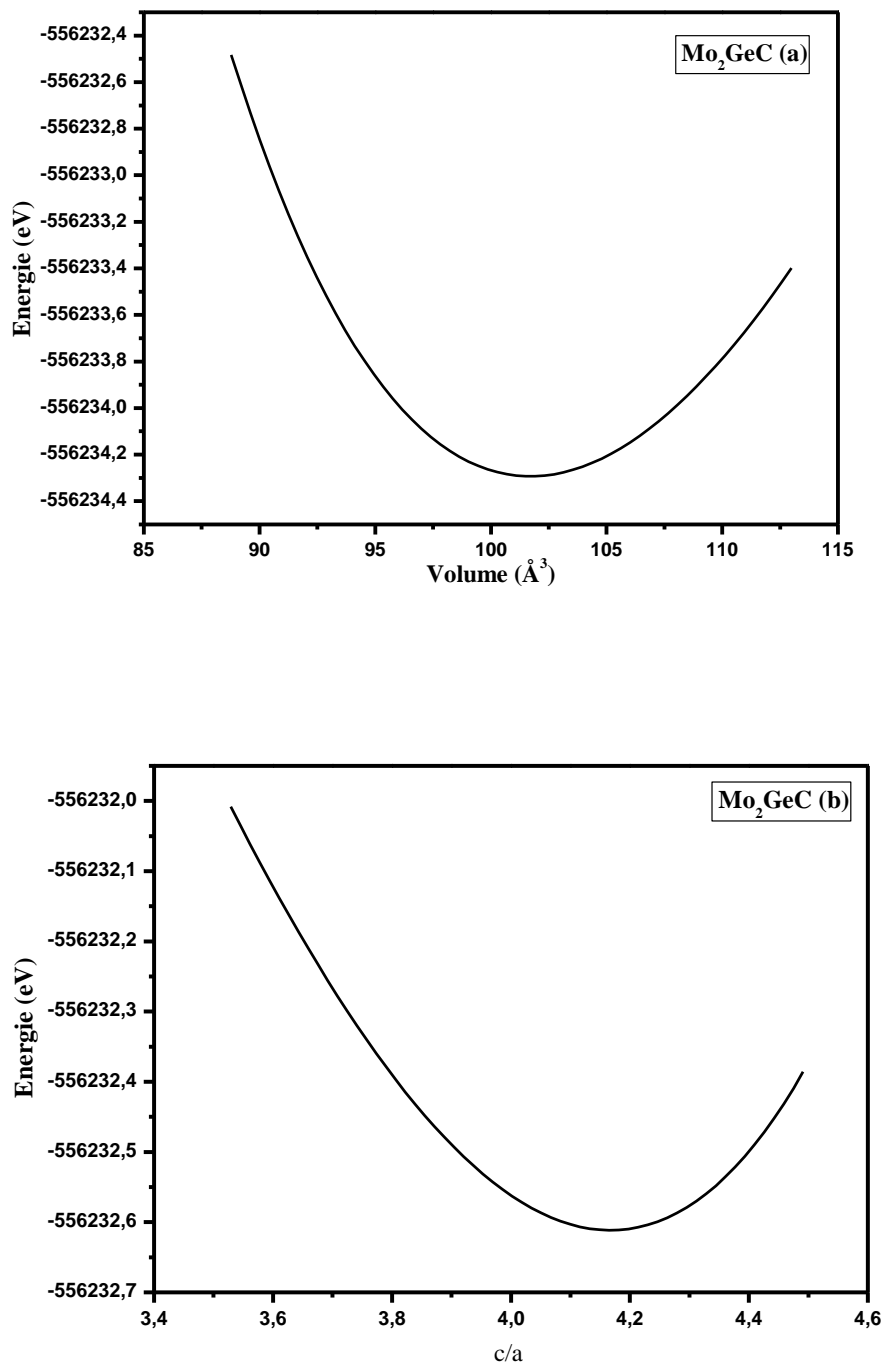 Mo₂GeC (a)
-556232,4
-556232,6
-556232,8
-556233,0
-556233,2
-556233,4
-556233,6
-556233,8
-556234,0
-556234,2
-556234,4
Energie (eV)
85 90 95 100 105 110 115
Volume (Å³)
Mo₂GeC (b)
-556232,0
-556232,1
-556232,2
-556232,3
-556232,4
-556232,5
-556232,6
-556232,7
Energie (eV)
3,4 3,6 3,8 4,0 4,2 4,4 4,6
c/a